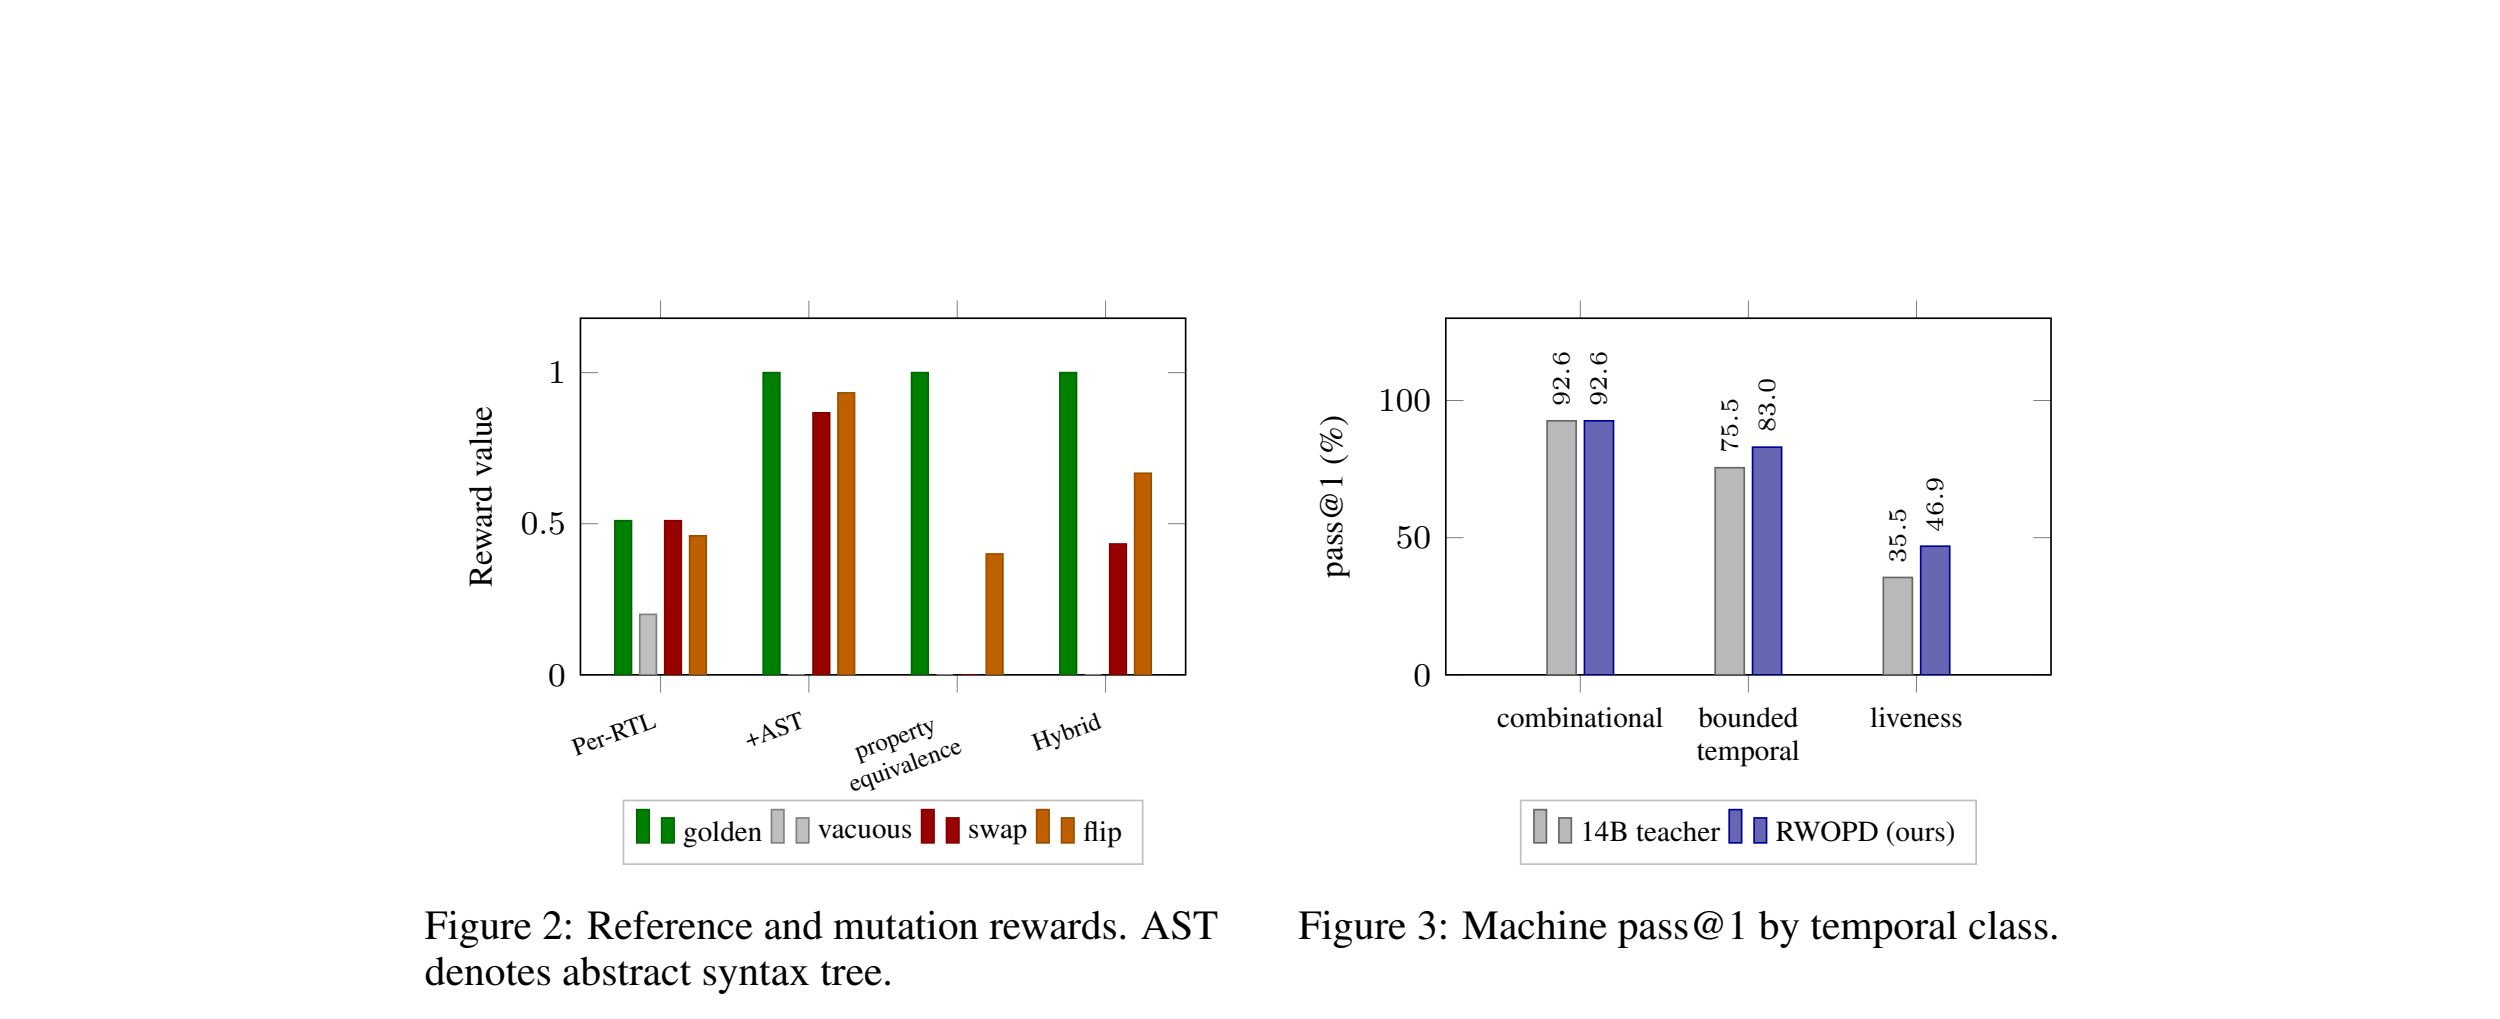 Reward value
1
0.5
0
Per-RTL
+AST
property
equivalence
Hybrid
golden vacuous swap flip
Figure 2: Reference and mutation rewards. AST
denotes abstract syntax tree.
pass@1 (%)
100
50
0
92.6
92.6
75.5
83.0
35.5
46.9
combinational
bounded
temporal
liveness
14B teacher RWOPD (ours)
Figure 3: Machine pass@1 by temporal class.